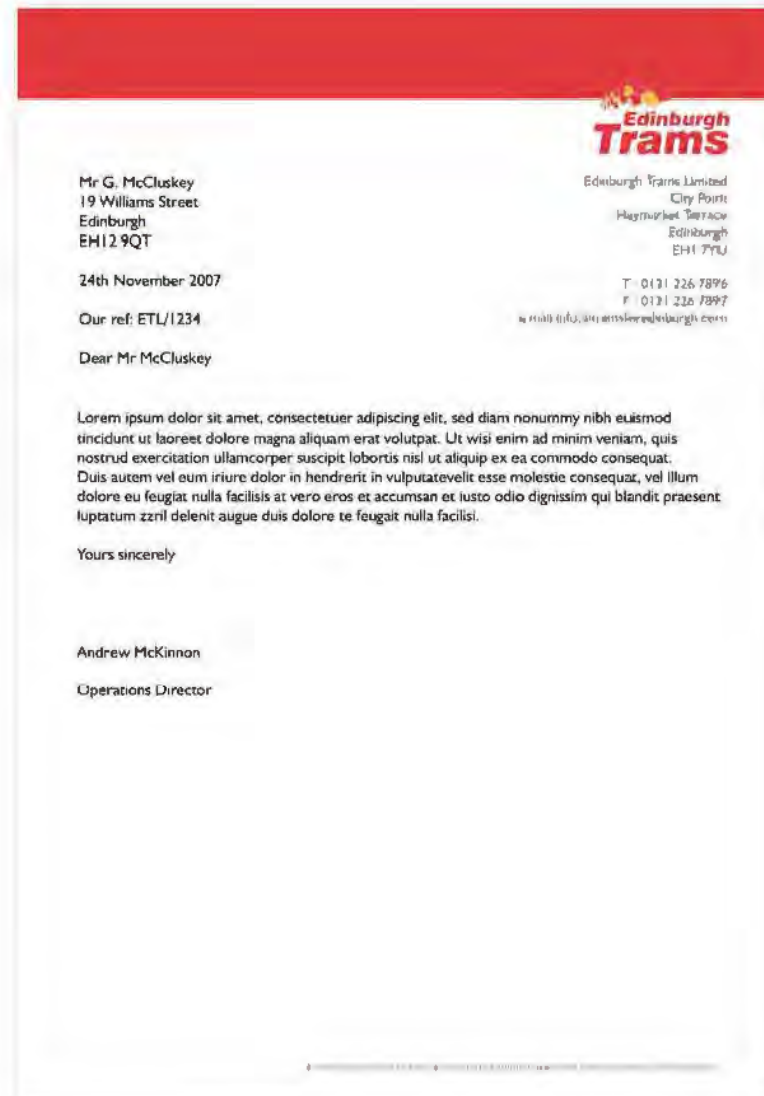 Edinburgh
Trams
Mr G. McCluskey
19 Williams Street
Edinburgh
EH12 9QT
24th November 2007
Our ref: ETL/1234
Dear Mr McCluskey
Edinburgh Trams Limited
City Point
Haymarket Terrace
Edinburgh
EH1 7YU
T 0131 226 7896
F 0131 226 7897
Lorem ipsum dolor sit amet, consectetuer adipiscing elit, sed diam nonummy nibh euismod
tincidunt ut laoreet dolore magna aliquam erat volutpat. Ut wisi enim ad minim veniam, quis
nostrud exercitation ullamcorper suscipit lobortis nisl ut aliquip ex ea commodo consequat.
Duis autem vel eum iriure dolor in hendrerit in vulputatevelit esse molestie consequat, vel illum
dolore eu feugiat nulla facilisis at vero eros et accumsan et iusto odio dignissim qui blandit praesent
luptatum zzril delenit augue duis dolore te feugait nulla facilisi.
Yours sincerely
Andrew McKinnon
Operations Director